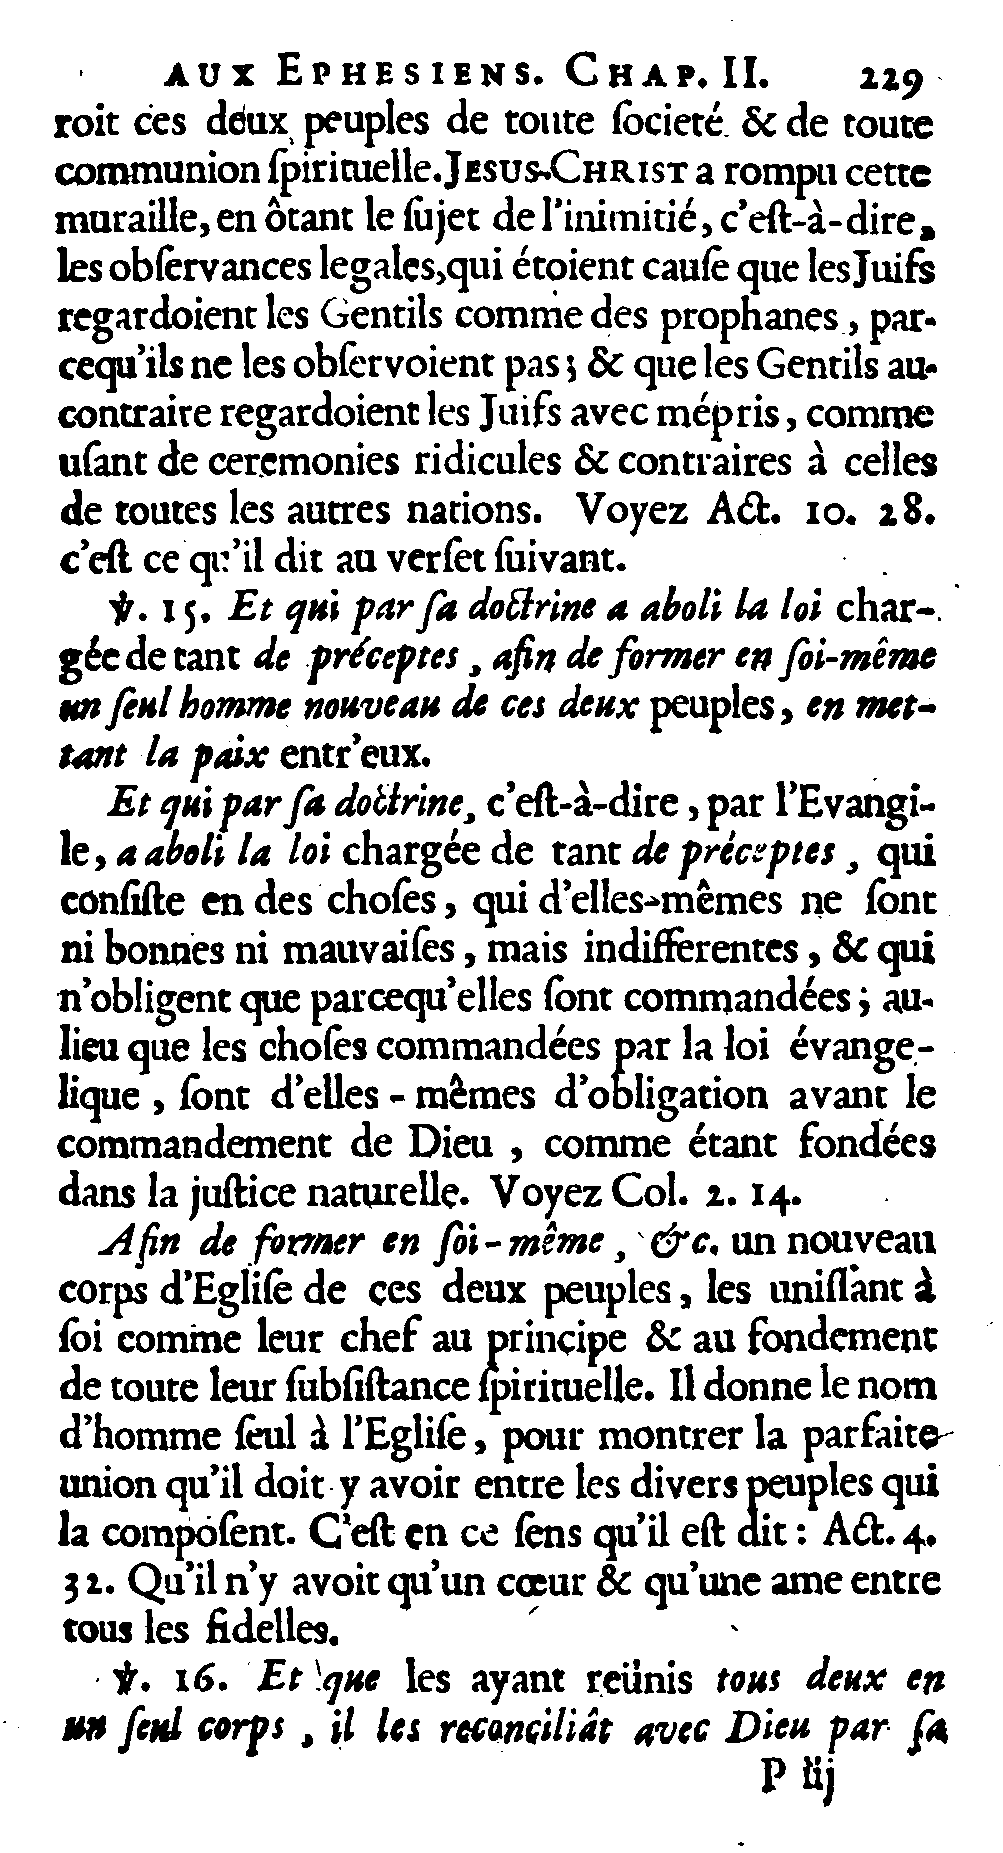 AUX EPHESIENS. CHAP. II. 229
roit ces deux peuples de toute ſocieté & de toute
communion ſpirituelle. JESUS-CHRIST a rompu cette
muraille, en ôtant le ſujet de l'inimitié, c'eſt-à-dire,
les obſervances legales, qui étoient cauſe que les Juifs
regardoient les Gentils comme des prophanes, par-
cequ'ils ne les obſervoient pas; & que les Gentils au-
contraire regardoient les Juifs avec mépris, comme
uſant de ceremonies ridicules & contraires à celles
de toutes les autres nations. Voyez Act. 10. 28.
c'eſt ce qu'il dit au verſet ſuivant.
℣. 15. Et qui par ſa doctrine a aboli la loi char-
gée de tant de préceptes, afin de former en ſoi-même
un ſeul homme nouveau de ces deux peuples, en met-
tant la paix entr'eux.
Et qui par ſa doctrine, c'eſt-à-dire, par l'Evangi-
le, a aboli la loi chargée de tant de préceptes, qui
conſiſte en des choſes, qui d'elles-mêmes ne ſont
ni bonnes ni mauvaiſes, mais indifferentes, & qui
n'obligent que parcequ'elles ſont commandées; au-
lieu que les choſes commandées par la loi évange-
lique, ſont d'elles-mêmes d'obligation avant le
commandement de Dieu, comme étant fondées
dans la juſtice naturelle. Voyez Col. 2. 14.
Afin de former en ſoi-même, &c. un nouveau
corps d'Egliſe de ces deux peuples, les uniſſant à
ſoi comme leur chef au principe & au fondement
de toute leur ſubſiſtance ſpirituelle. Il donne le nom
d'homme ſeul à l'Egliſe, pour montrer la parfaite
union qu'il doit y avoir entre les divers peuples qui
la compoſent. C'eſt en ce ſens qu'il eſt dit: Act. 4.
32. Qu'il n'y avoit qu'un cœur & qu'une ame entre
tous les fidelles.
℣. 16. Et que les ayant reünis tous deux en
un ſeul corps, il les reconciliât avec Dieu par ſa
P iij